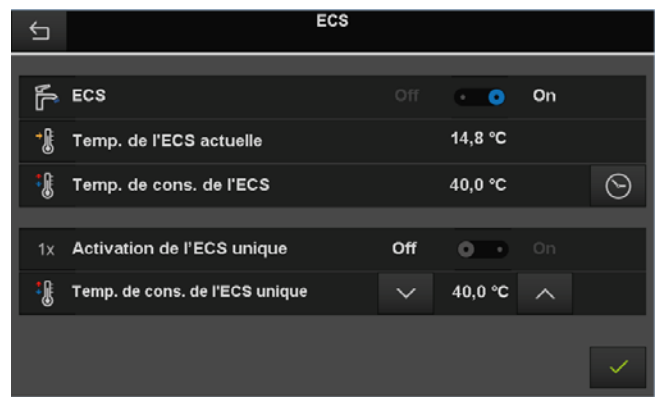 ECS
ECS Off On
Temp. de l'ECS actuelle 14,8 °C
Temp. de cons. de l'ECS 40,0 °C
1x Activation de l'ECS unique Off On
Temp. de cons. de l'ECS unique 40,0 °C